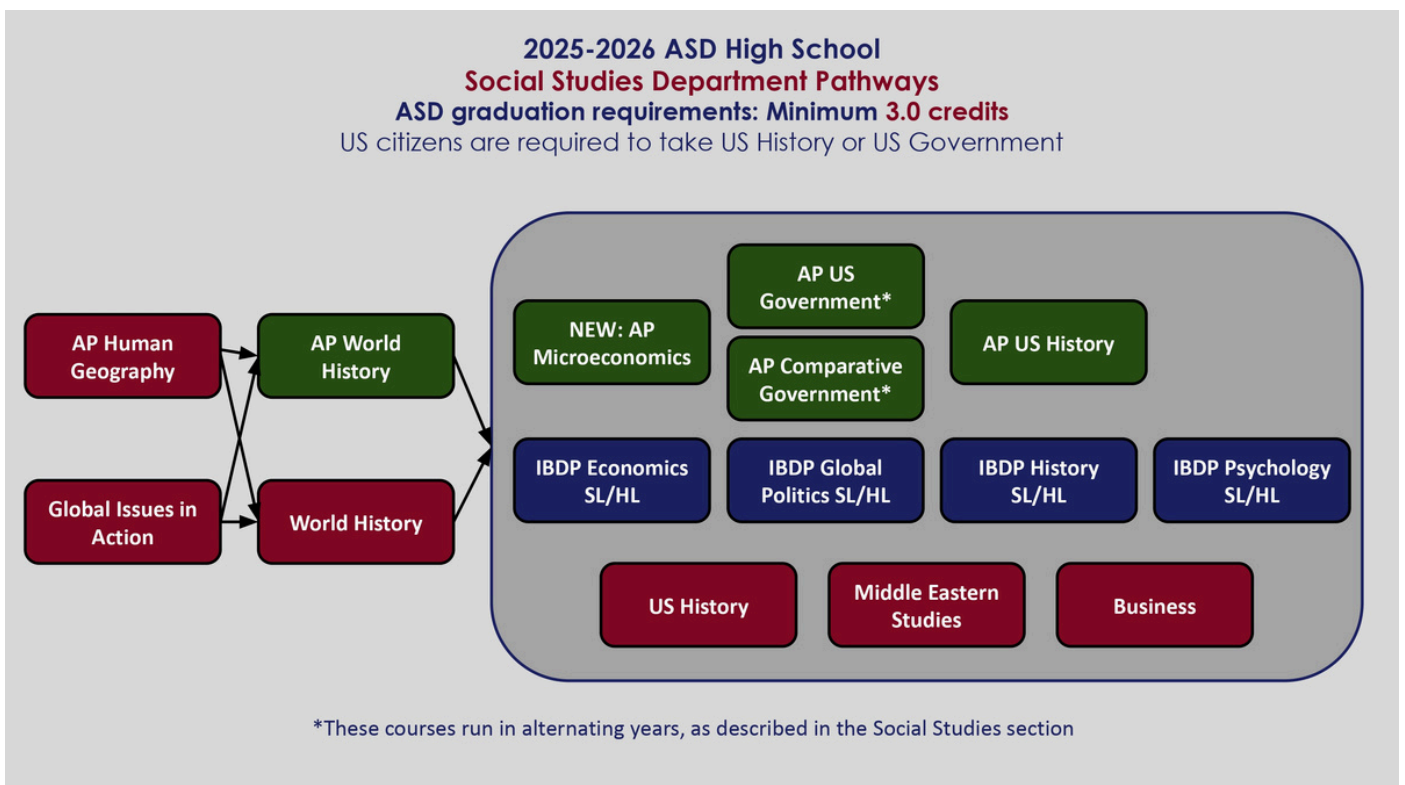 2025-2026 ASD High School
Social Studies Department Pathways
ASD graduation requirements: Minimum 3.0 credits
US citizens are required to take US History or US Government
AP Human
Geography
Global Issues in
Action
AP World
History
World History
NEW: AP
Microeconomics
AP US
Government*
AP Comparative
Government*
AP US History
IBDP Economics
SL/HL
IBDP Global
Politics SL/HL
IBDP History
SL/HL
IBDP Psychology
SL/HL
US History
Middle Eastern
Studies
Business
*These courses run in alternating years, as described in the Social Studies section